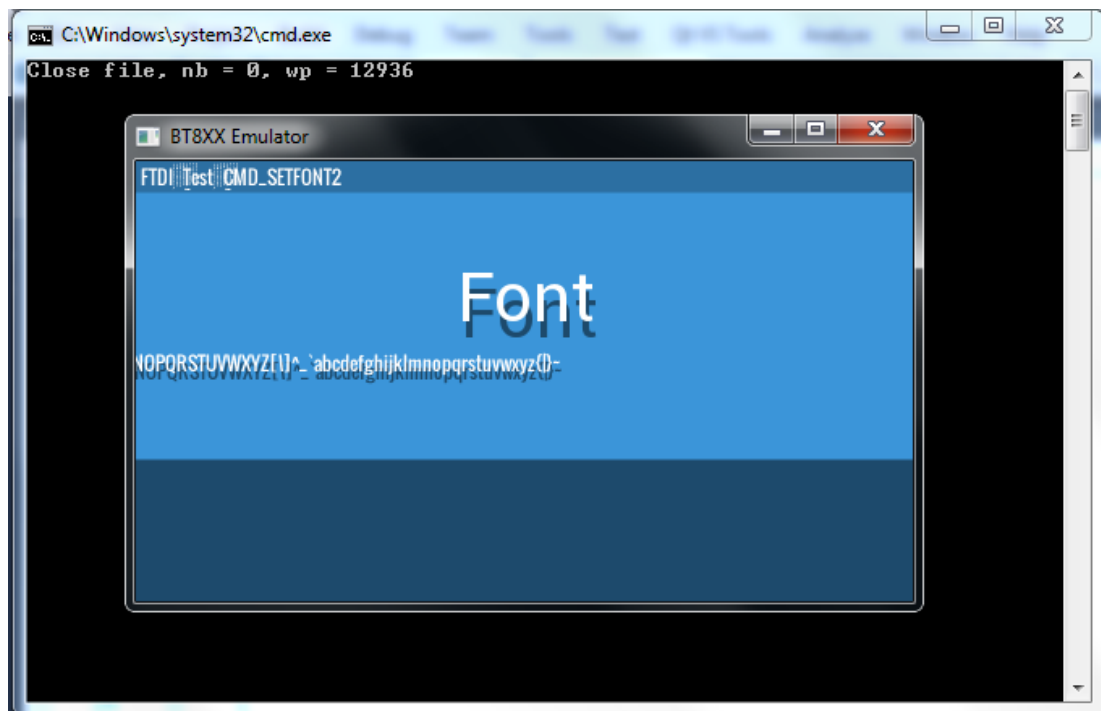 C:\Windows\system32\cmd.exe
Close file, nb = 0, wp = 12936
BT8XX Emulator
FTDI Test CMD_SETFONT2
Font
NOPQRSTUVWXYZ[\]^_`abcdefghijklmnopqrstuvwxyz{|}~